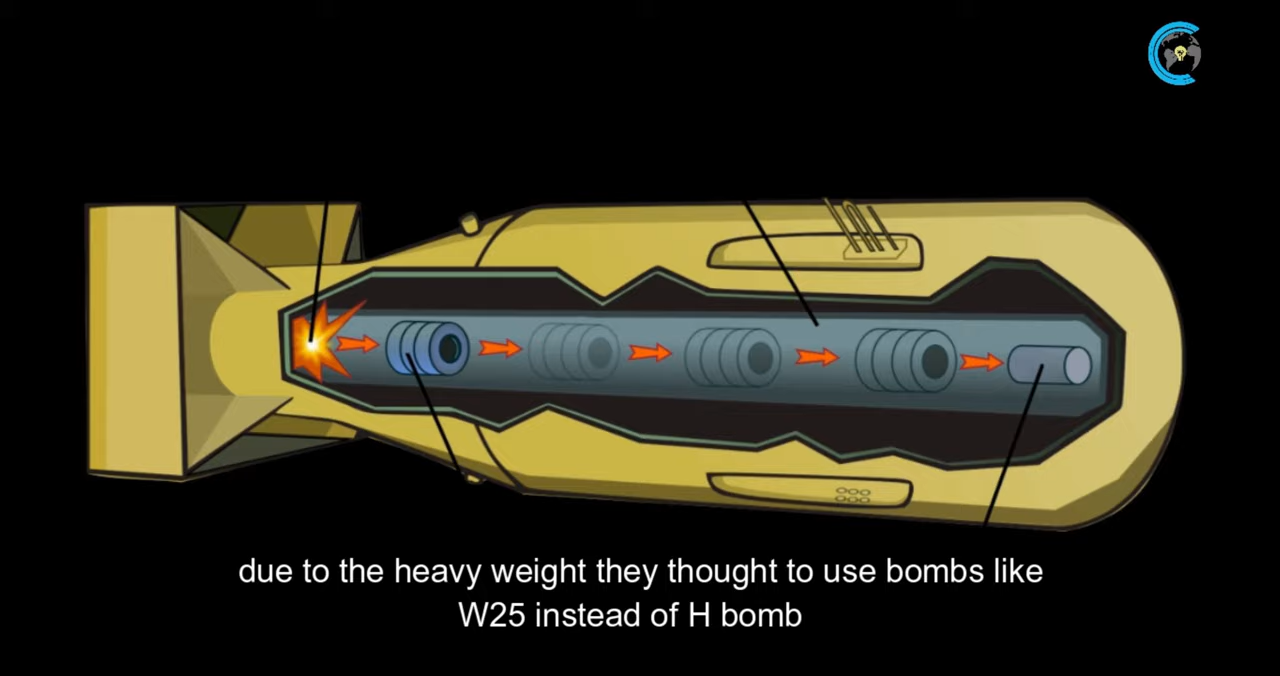 due to the heavy weight they thought to use bombs like
W25 instead of H bomb